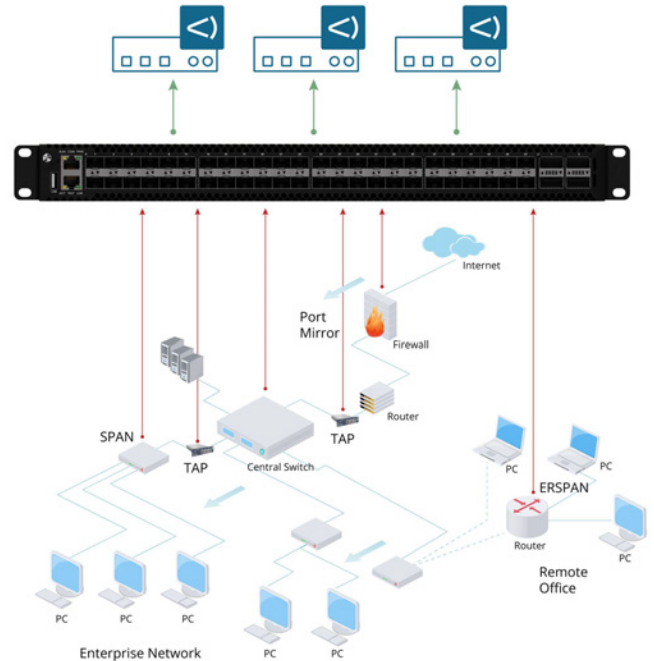 Internet
Port
Mirror
Firewall
Router
SPAN
TAP
TAP
Central Switch
PC
PC
ERSPAN
Router
PC
Remote
Office
PC
PC
PC
PC
PC
Enterprise Network